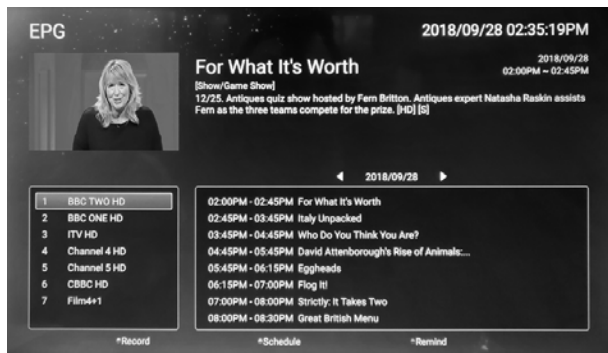 EPG
2018/09/28 02:35:19PM
For What It's Worth
2018/09/28
02:00PM ~ 02:45PM
[Show/Game Show]
12/25. Antiques quiz show hosted by Fern Britton. Antiques expert Natasha Raskin assists
Fern as the three teams compete for the prize. [HD] [S]
2018/09/28
1 BBC TWO HD
2 BBC ONE HD
3 ITV HD
4 Channel 4 HD
5 Channel 5 HD
6 CBBC HD
7 Film4+1
02:00PM - 02:45PM For What It's Worth
02:45PM - 03:45PM Italy Unpacked
03:45PM - 04:45PM Who Do You Think You Are?
04:45PM - 05:45PM David Attenborough's Rise of Animals:...
05:45PM - 06:15PM Eggheads
06:15PM - 07:00PM Flog It!
07:00PM - 08:00PM Strictly: It Takes Two
08:00PM - 08:30PM Great British Menu
*Record
*Schedule
*Remind